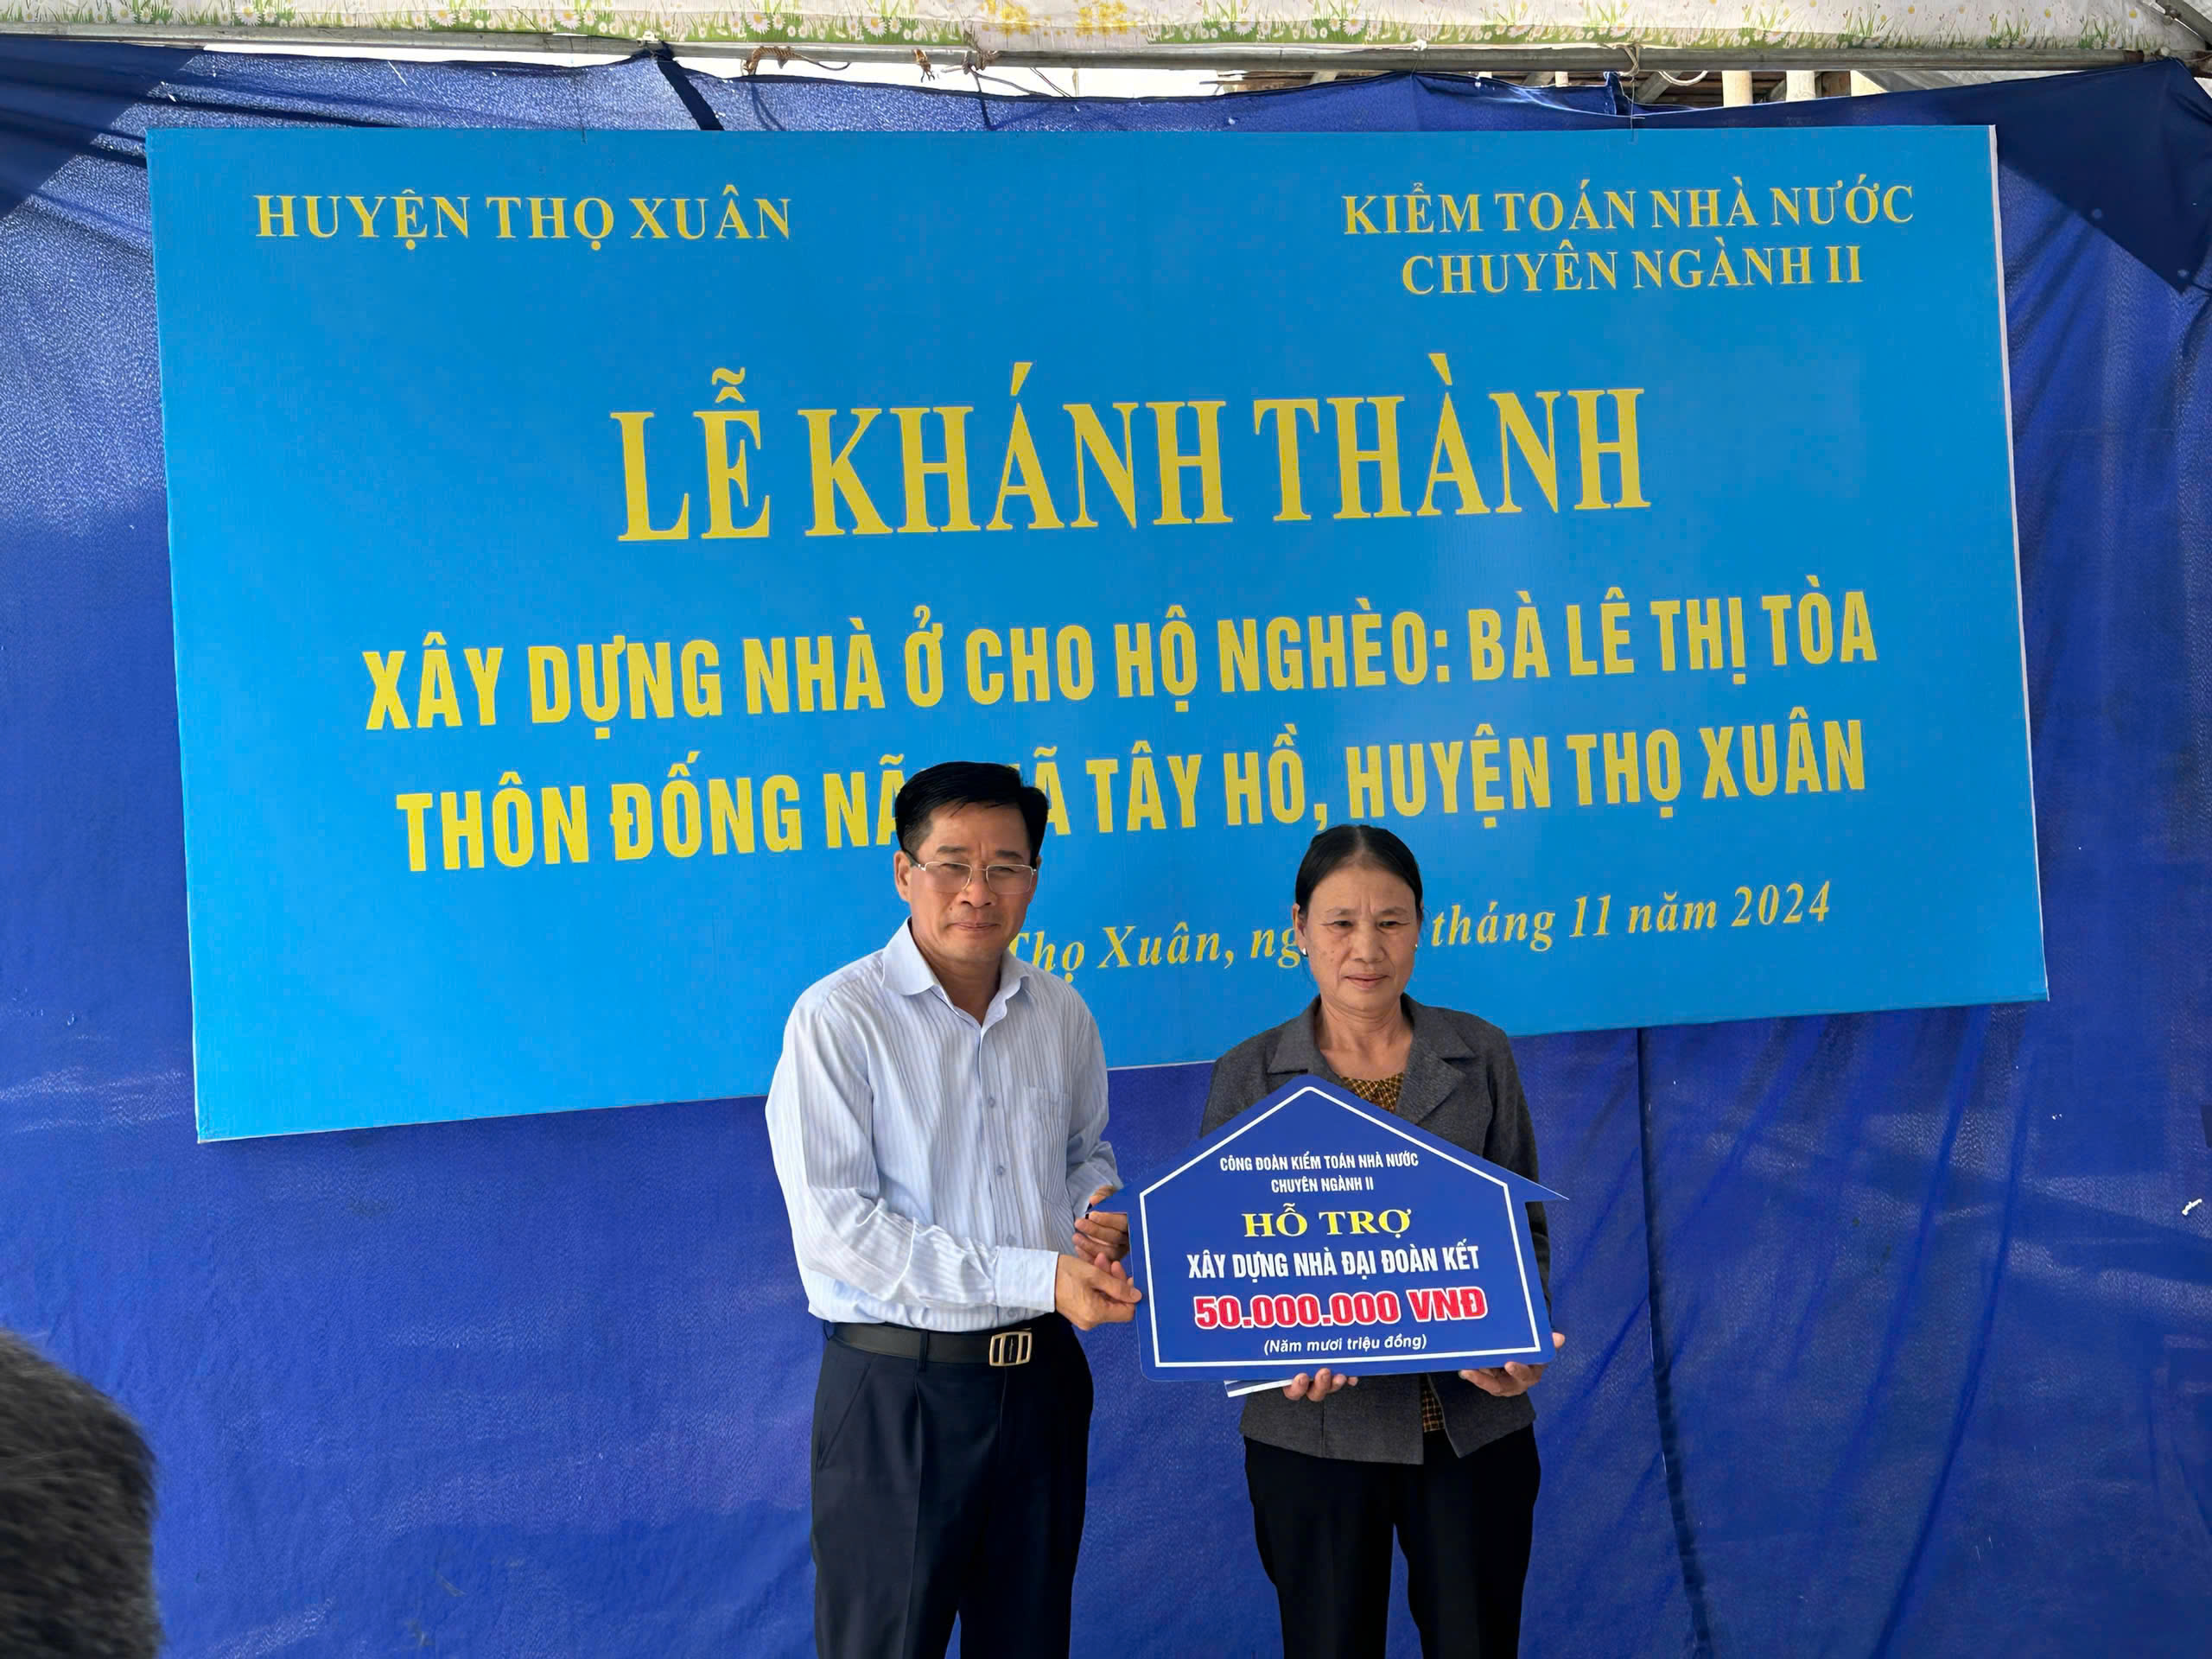 HUYỆN THỌ XUÂN
KIỂM TOÁN NHÀ NƯỚC
CHUYÊN NGÀNH II
LỄ KHÁNH THÀNH
XÂY DỰNG NHÀ Ở CHO HỘ NGHÈO: BÀ LÊ THỊ TÒA
THÔN ĐỐNG TÂY HỒ, HUYỆN THỌ XUÂN
Thọ Xuân, tháng 11 năm 2024
CÔNG ĐOÀN KIỂM TOÁN NHÀ NƯỚC
CHUYÊN NGÀNH II
HỖ TRỢ
XÂY DỰNG NHÀ ĐẠI ĐOÀN KẾT
50.000.000 VNĐ
(Năm mươi triệu đồng)